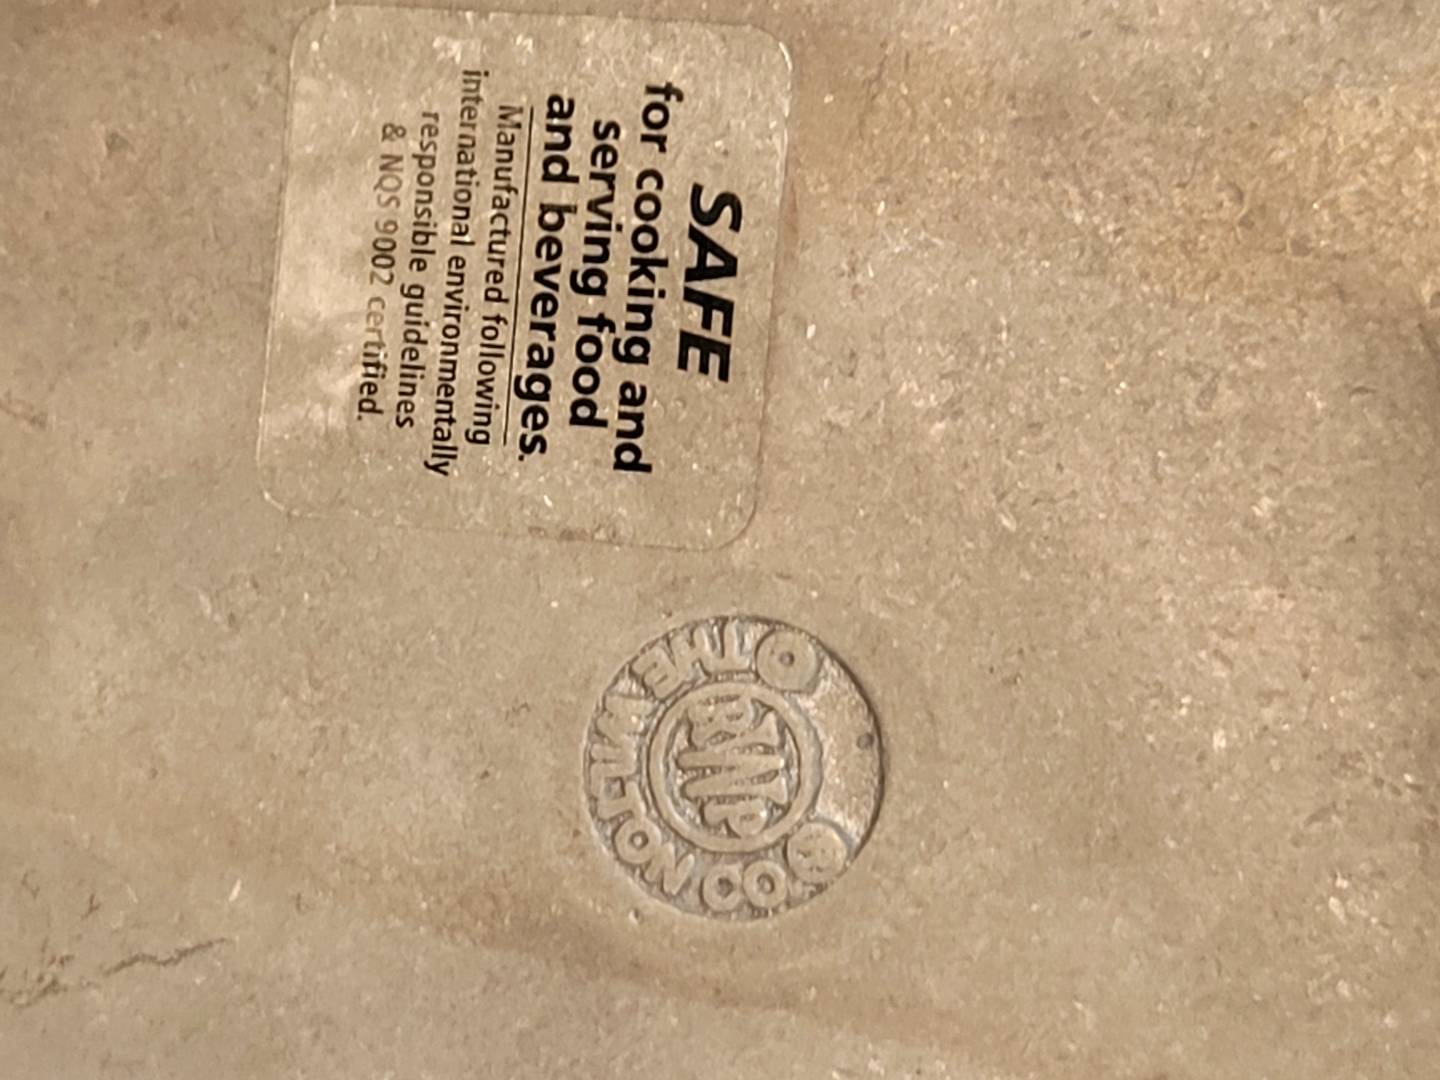 SAFE
for cooking and
serving food
and beverages.
Manufactured following
international environmentally
responsible guidelines
& NQS 9002 certified.
THE WILTON CO
RWP
®